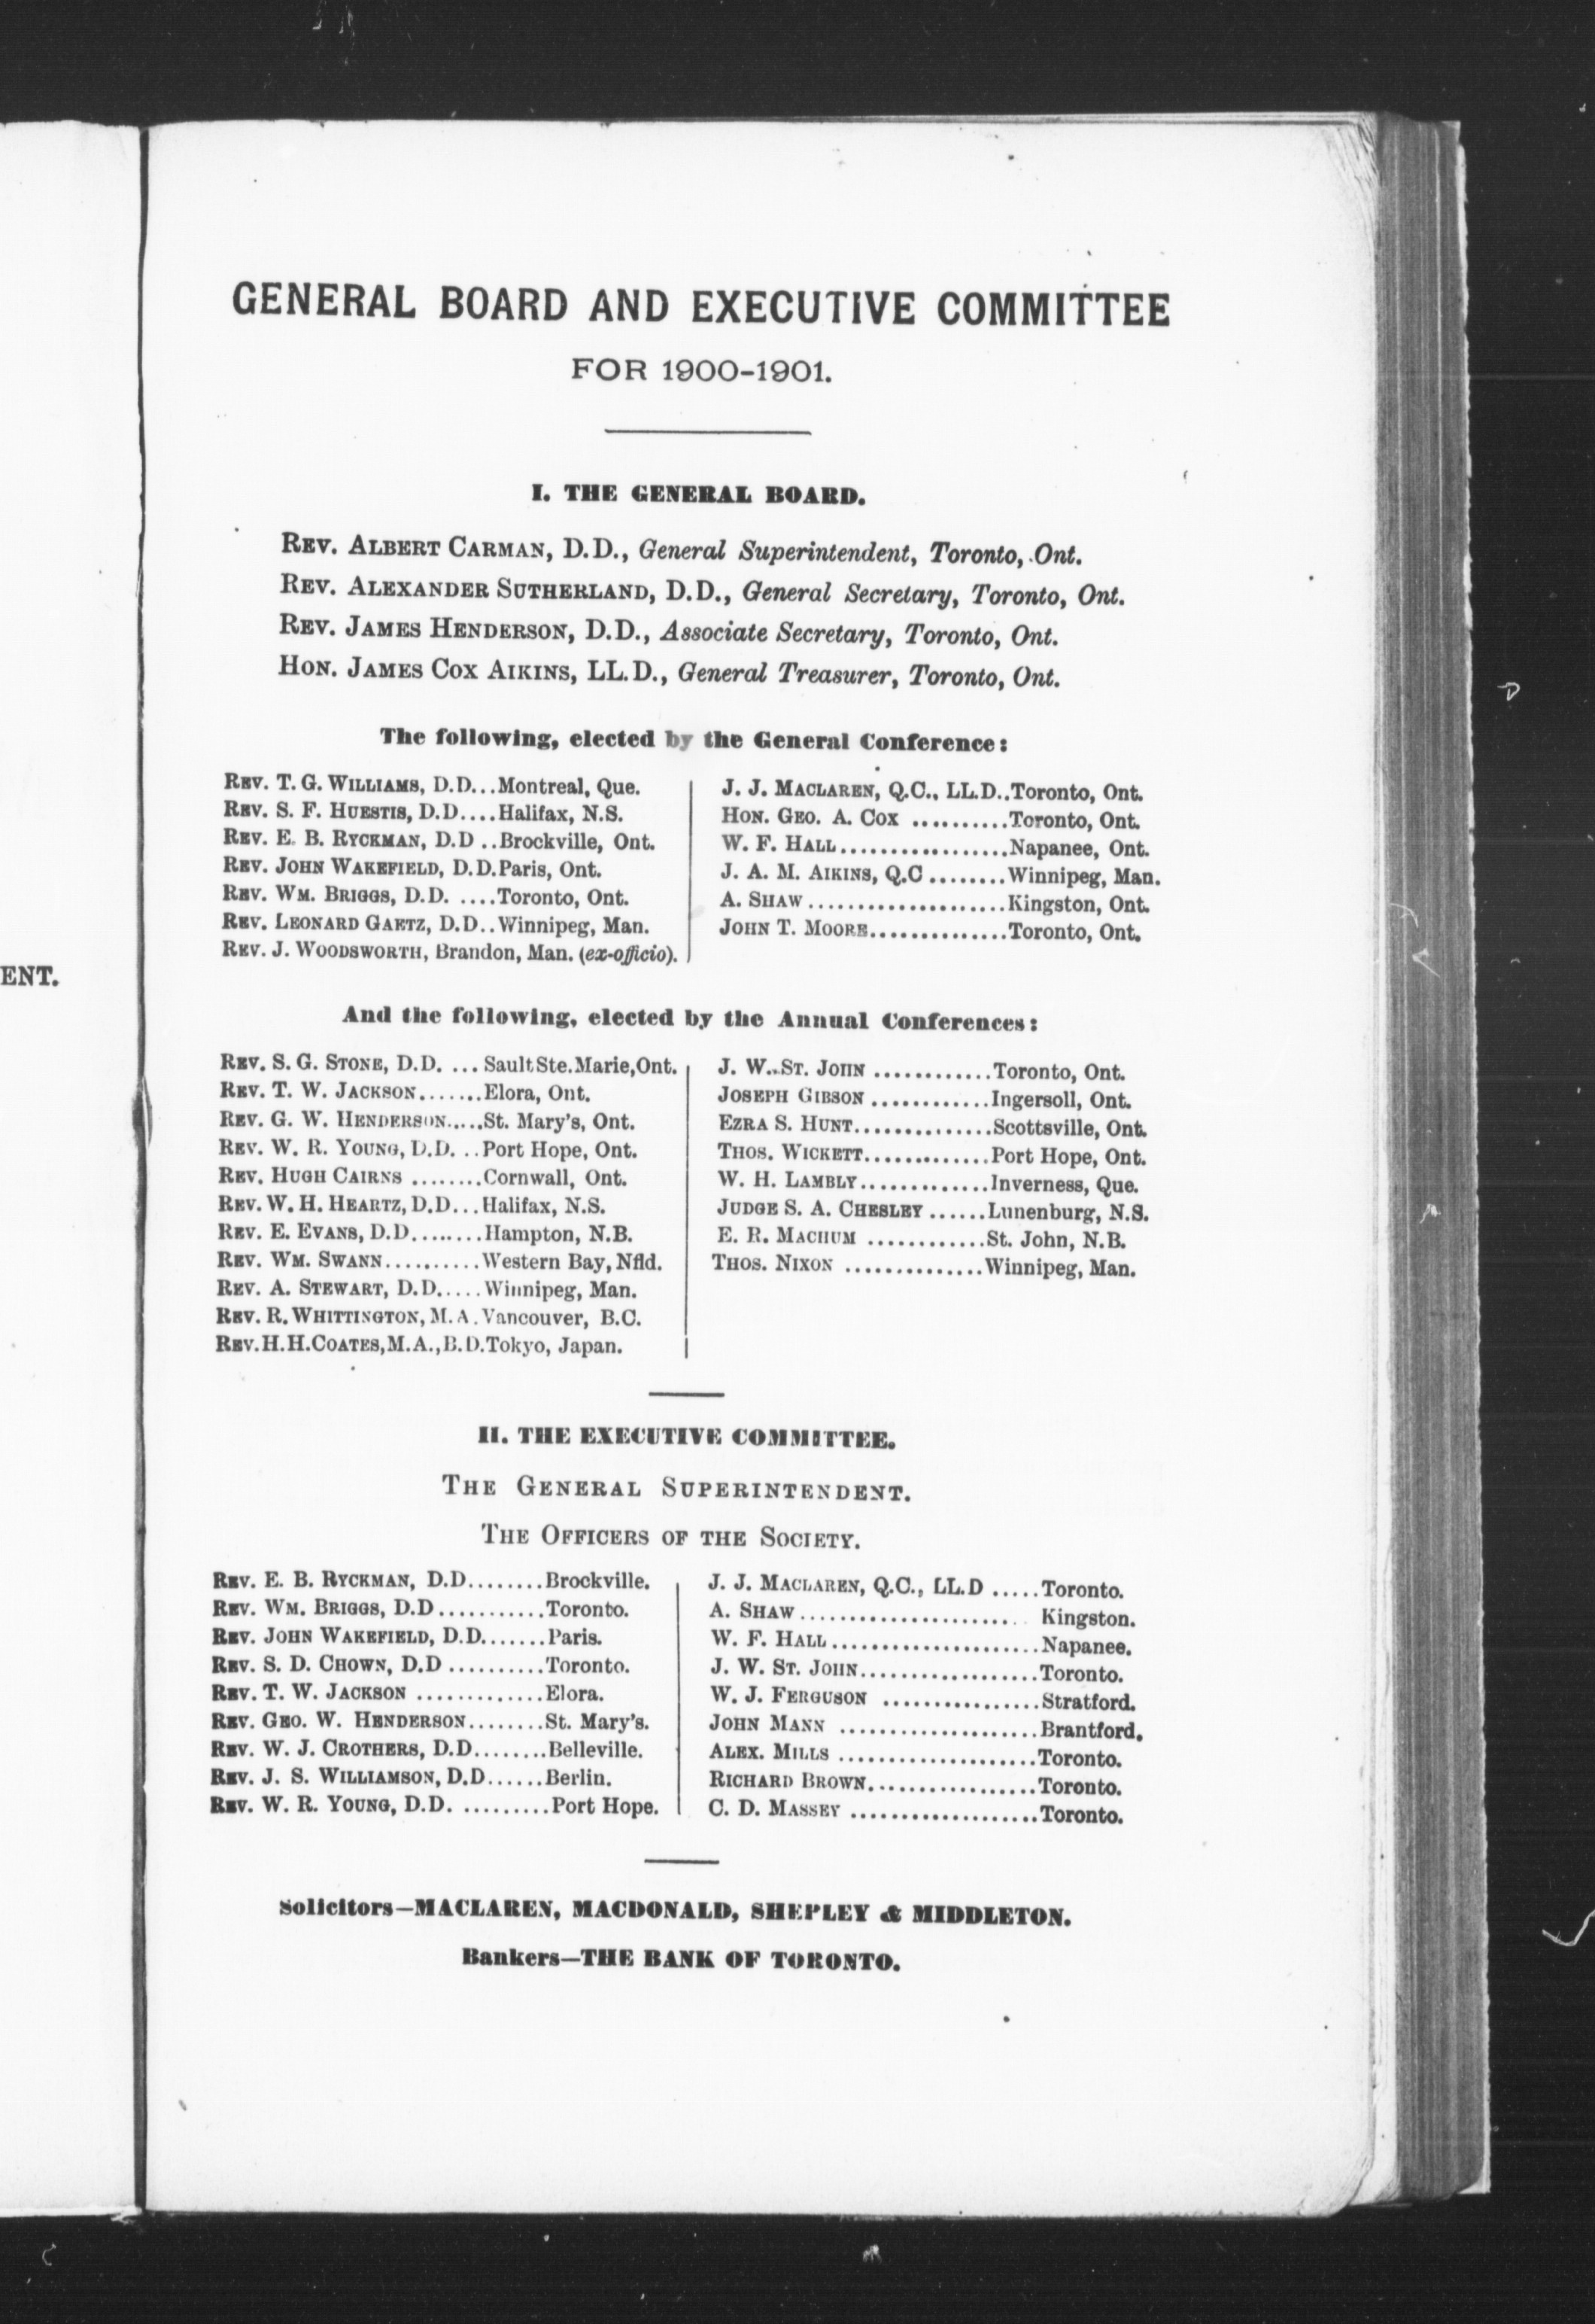 GENERAL BOARD AND EXECUTIVE COMMITTEE
FOR 1900-1901.
I. THE GENERAL BOARD.
REV. ALBERT CARMAN, D.D., General Superintendent, Toronto, Ont.
REV. ALEXANDER SUTHERLAND, D.D., General Secretary, Toronto, Ont.
REV. JAMES HENDERSON, D.D., Associate Secretary, Toronto, Ont.
HON. JAMES COX AIKINS, LL.D., General Treasurer, Toronto, Ont.
The following, elected by the General Conference:
REV. T. G. WILLIAMS, D.D...Montreal, Que.
REV. S. F. HUESTIS, D.D....Halifax, N.S.
REV. E. B. RYCKMAN, D.D ..Brockville, Ont.
REV. JOHN WAKEFIELD, D.D.Paris, Ont.
REV. WM. BRIGGS, D.D. ....Toronto, Ont.
REV. LEONARD GAETZ, D.D..Winnipeg, Man.
REV. J. WOODSWORTH, Brandon, Man. (ex-officio).
J. J. MACLAREN, Q.C., LL.D..Toronto, Ont.
HON. GEO. A. COX ..........Toronto, Ont.
W. F. HALL.................Napanee, Ont.
J. A. M. AIKINS, Q.C ........Winnipeg, Man.
A. SHAW ....................Kingston, Ont.
JOHN T. MOORE..............Toronto, Ont.
ENT.
And the following, elected by the Annual Conferences:
REV. S. G. STONE, D.D. ... Sault Ste. Marie, Ont.
REV. T. W. JACKSON.......Elora, Ont.
REV. G. W. HENDERSON.....St. Mary's, Ont.
REV. W. R. YOUNG, D.D. ..Port Hope, Ont.
REV. HUGH CAIRNS ........Cornwall, Ont.
REV. W. H. HEARTZ, D.D...Halifax, N.S.
REV. E. EVANS, D.D........Hampton, N.B.
REV. WM. SWANN..........Western Bay, Nfld.
REV. A. STEWART, D.D.....Winnipeg, Man.
REV. R. WHITTINGTON, M.A.Vancouver, B.C.
REV. H. H. COATES, M.A., B.D.Tokyo, Japan.
J. W. ST. JOHN ............Toronto, Ont.
JOSEPH GIBSON ............Ingersoll, Ont.
EZRA S. HUNT..............Scottsville, Ont.
THOS. WICKETT.............Port Hope, Ont.
W. H. LAMBLY.............Inverness, Que.
JUDGE S. A. CHESLEY ......Lunenburg, N.S.
E. R. MACHUM ............St. John, N.B.
THOS. NIXON ..............Winnipeg, Man.
II. THE EXECUTIVE COMMITTEE.
THE GENERAL SUPERINTENDENT.
THE OFFICERS OF THE SOCIETY.
REV. E. B. RYCKMAN, D.D........Brockville.
REV. WM. BRIGGS, D.D...........Toronto.
REV. JOHN WAKEFIELD, D.D.......Paris.
REV. S. D. CHOWN, D.D ..........Toronto.
REV. T. W. JACKSON .............Elora.
REV. GEO. W. HENDERSON........St. Mary's.
REV. W. J. CROTHERS, D.D........Belleville.
REV. J. S. WILLIAMSON, D.D......Berlin.
REV. W. R. YOUNG, D.D. .........Port Hope.
J. J. MACLAREN, Q.C., LL.D .....Toronto.
A. SHAW...................... Kingston.
W. F. HALL.....................Napanee.
J. W. ST. JOHN..................Toronto.
W. J. FERGUSON ................Stratford.
JOHN MANN ....................Brantford.
ALEX. MILLS ....................Toronto.
RICHARD BROWN.................Toronto.
C. D. MASSEY ...................Toronto.
Solicitors—MACLAREN, MACDONALD, SHEPLEY & MIDDLETON.
Bankers—THE BANK OF TORONTO.